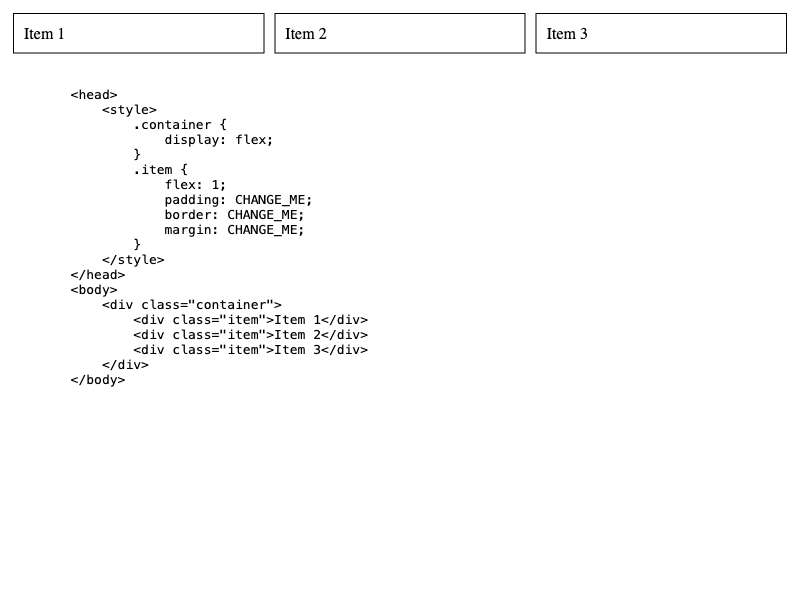 Item 1 Item 2 Item 3
<head>
    <style>
        .container {
            display: flex;
        }
        .item {
            flex: 1;
            padding: CHANGE_ME;
            border: CHANGE_ME;
            margin: CHANGE_ME;
        }
    </style>
</head>
<body>
    <div class="container">
        <div class="item">Item 1</div>
        <div class="item">Item 2</div>
        <div class="item">Item 3</div>
    </div>
</body>